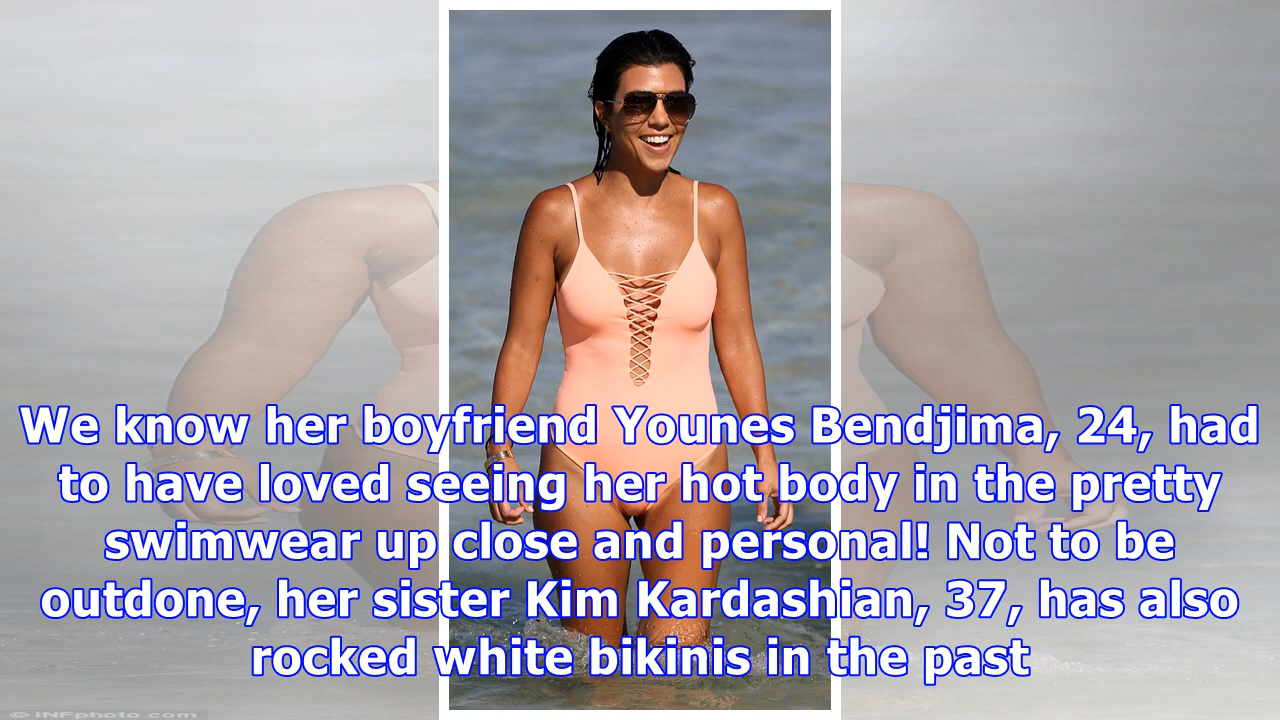 We know her boyfriend Younes Bendjima, 24, had
to have loved seeing her hot body in the pretty
swimwear up close and personal! Not to be
outdone, her sister Kim Kardashian, 37, has also
rocked white bikinis in the past
© INFphoto.com